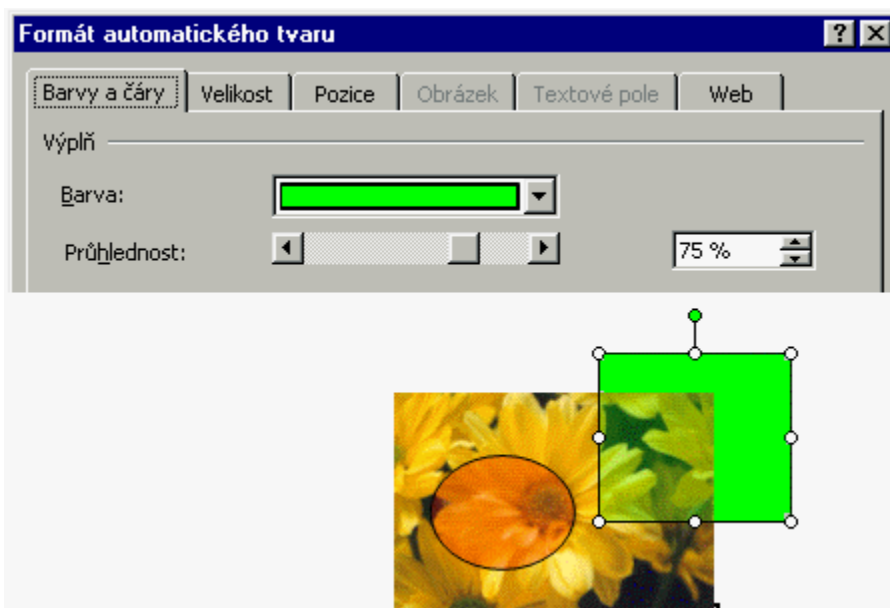 Formát automatického tvaru
Barvy a čáry Velikost Pozice Obrázek Textové pole Web
Výplň
Barva:
Průhlednost: 75 %